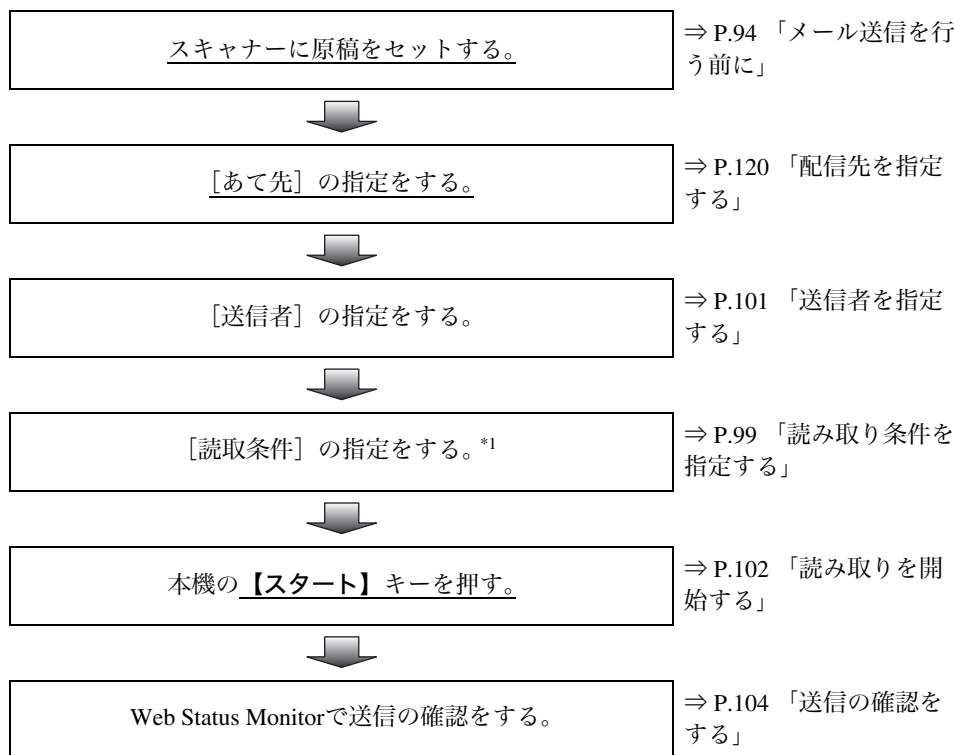 スキャナーに原稿をセットする。
⇒ P.94 「メール送信を行
う前に」
［あて先］の指定をする。
⇒ P.120 「配信先を指定
する」
［送信者］の指定をする。
⇒ P.101 「送信者を指定
する」
［読取条件］の指定をする。*1
⇒ P.99 「読み取り条件を
指定する」
本機の【スタート】キーを押す。
⇒ P.102 「読み取りを開
始する」
Web Status Monitorで送信の確認をする。
⇒ P.104 「送信の確認を
する」